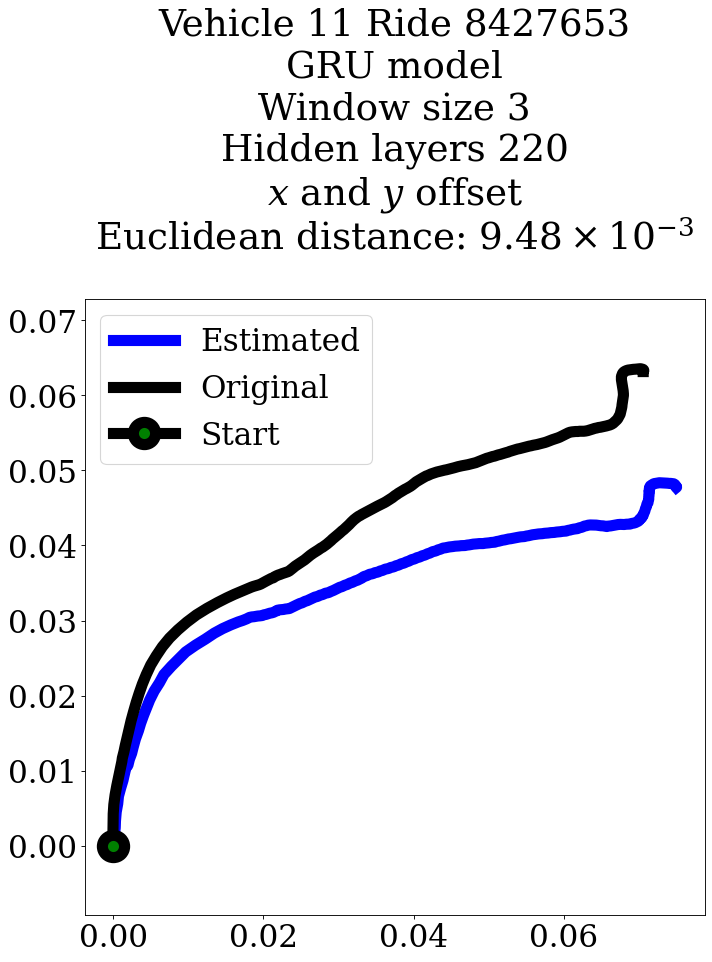 Vehicle 11 Ride 8427653
GRU model
Window size 3
Hidden layers 220
x and y offset
Euclidean distance: 9.48 × 10⁻³
Estimated
Original
Start
0.07
0.06
0.05
0.04
0.03
0.02
0.01
0.00
0.00 0.02 0.04 0.06